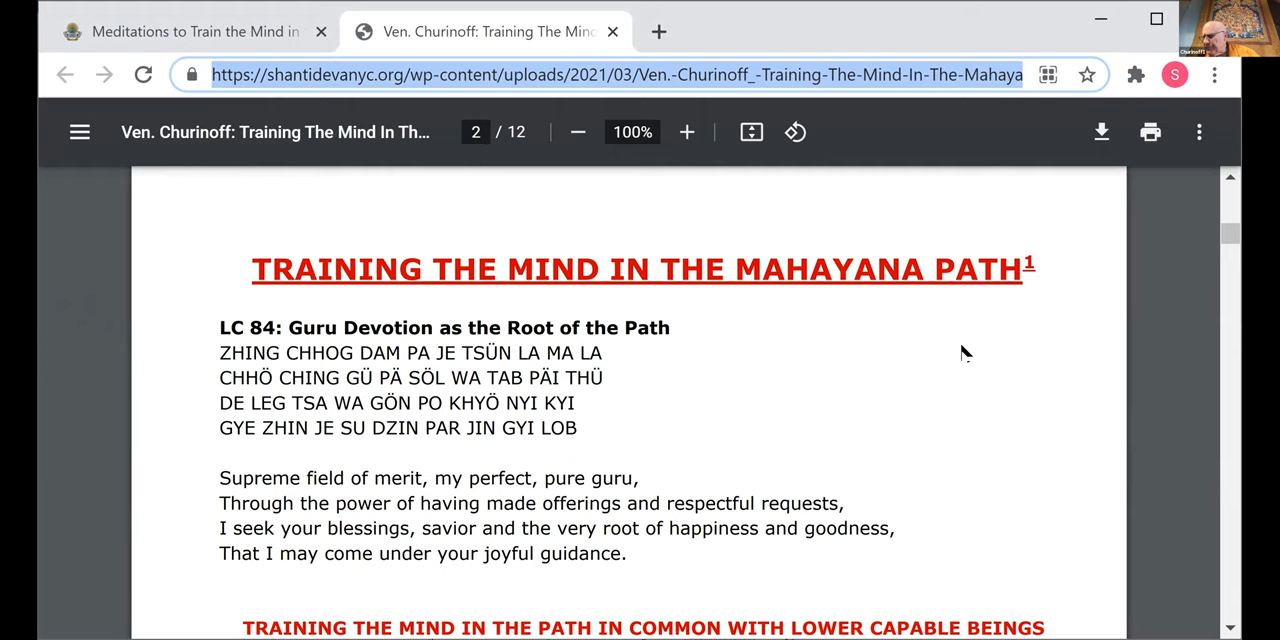 Meditations to Train the Mind in
Ven. Churinoff: Training The Mind
https://shantidevanyc.org/wp-content/uploads/2021/03/Ven.-Churinoff_-Training-The-Mind-In-The-Mahaya
S
Churinoff1
Ven. Churinoff: Training The Mind In Th...
2 / 12
100%
TRAINING THE MIND IN THE MAHAYANA PATH1
LC 84: Guru Devotion as the Root of the Path
ZHING CHHOG DAM PA JE TSÜN LA MA LA
CHHÖ CHING GÜ PÄ SÖL WA TAB PÄI THÜ
DE LEG TSA WA GÖN PO KHYÖ NYI KYI
GYE ZHIN JE SU DZIN PAR JIN GYI LOB
Supreme field of merit, my perfect, pure guru,
Through the power of having made offerings and respectful requests,
I seek your blessings, savior and the very root of happiness and goodness,
That I may come under your joyful guidance.
TRAINING THE MIND IN THE PATH IN COMMON WITH LOWER CAPABLE BEINGS